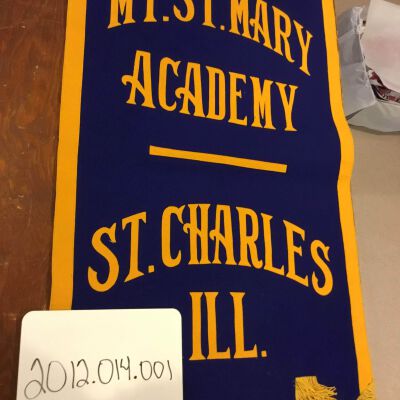 MT. ST. MARY
ACADEMY
ST. CHARLES
ILL.
2012.014.001